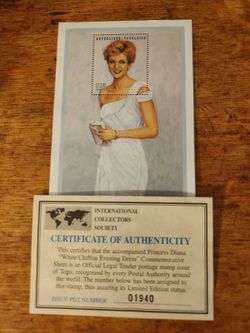 REPUBLIQUE TOGOLAISE
INTERNATIONAL
COLLECTORS
SOCIETY
CERTIFICATE OF AUTHENTICITY
This certifies that the accompanied Princess Diana
"White Chiffon Evening Dress" Commemorative
Sheet is an Official Legal Tender postage stamp issue
of Togo, recognized by every Postal Authority around
the world. The number below has been assigned to
this stamp, thus assuring its Limited Edition status.
ISSUE PEG NUMBER 01940